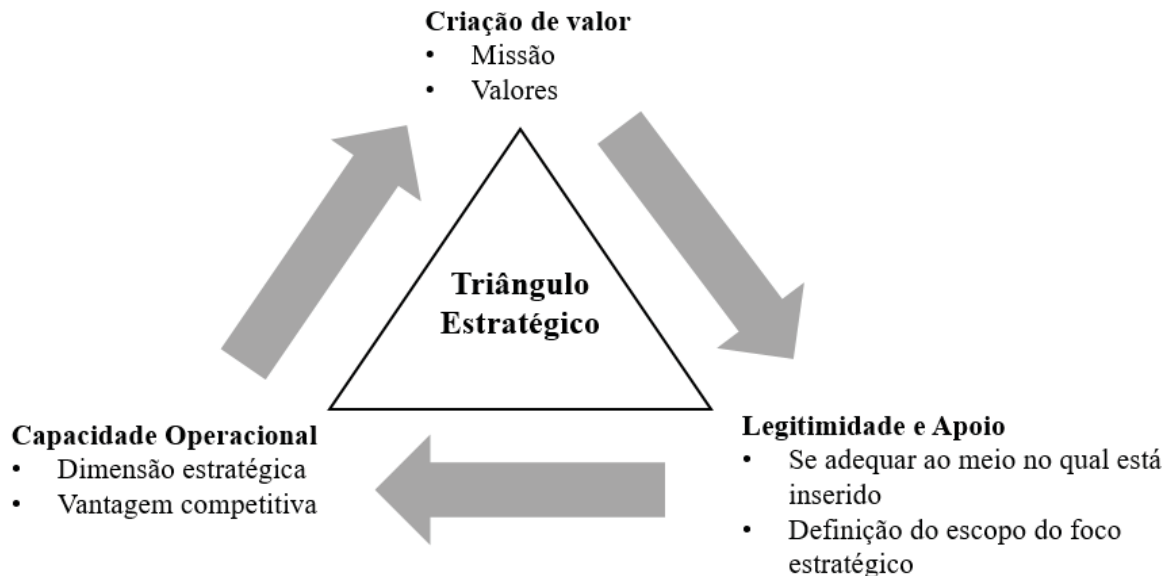 Criação de valor
• Missão
• Valores
Triângulo
Estratégico
Capacidade Operacional
• Dimensão estratégica
• Vantagem competitiva
Legitimidade e Apoio
• Se adequar ao meio no qual está
inserido
• Definição do escopo do foco
estratégico